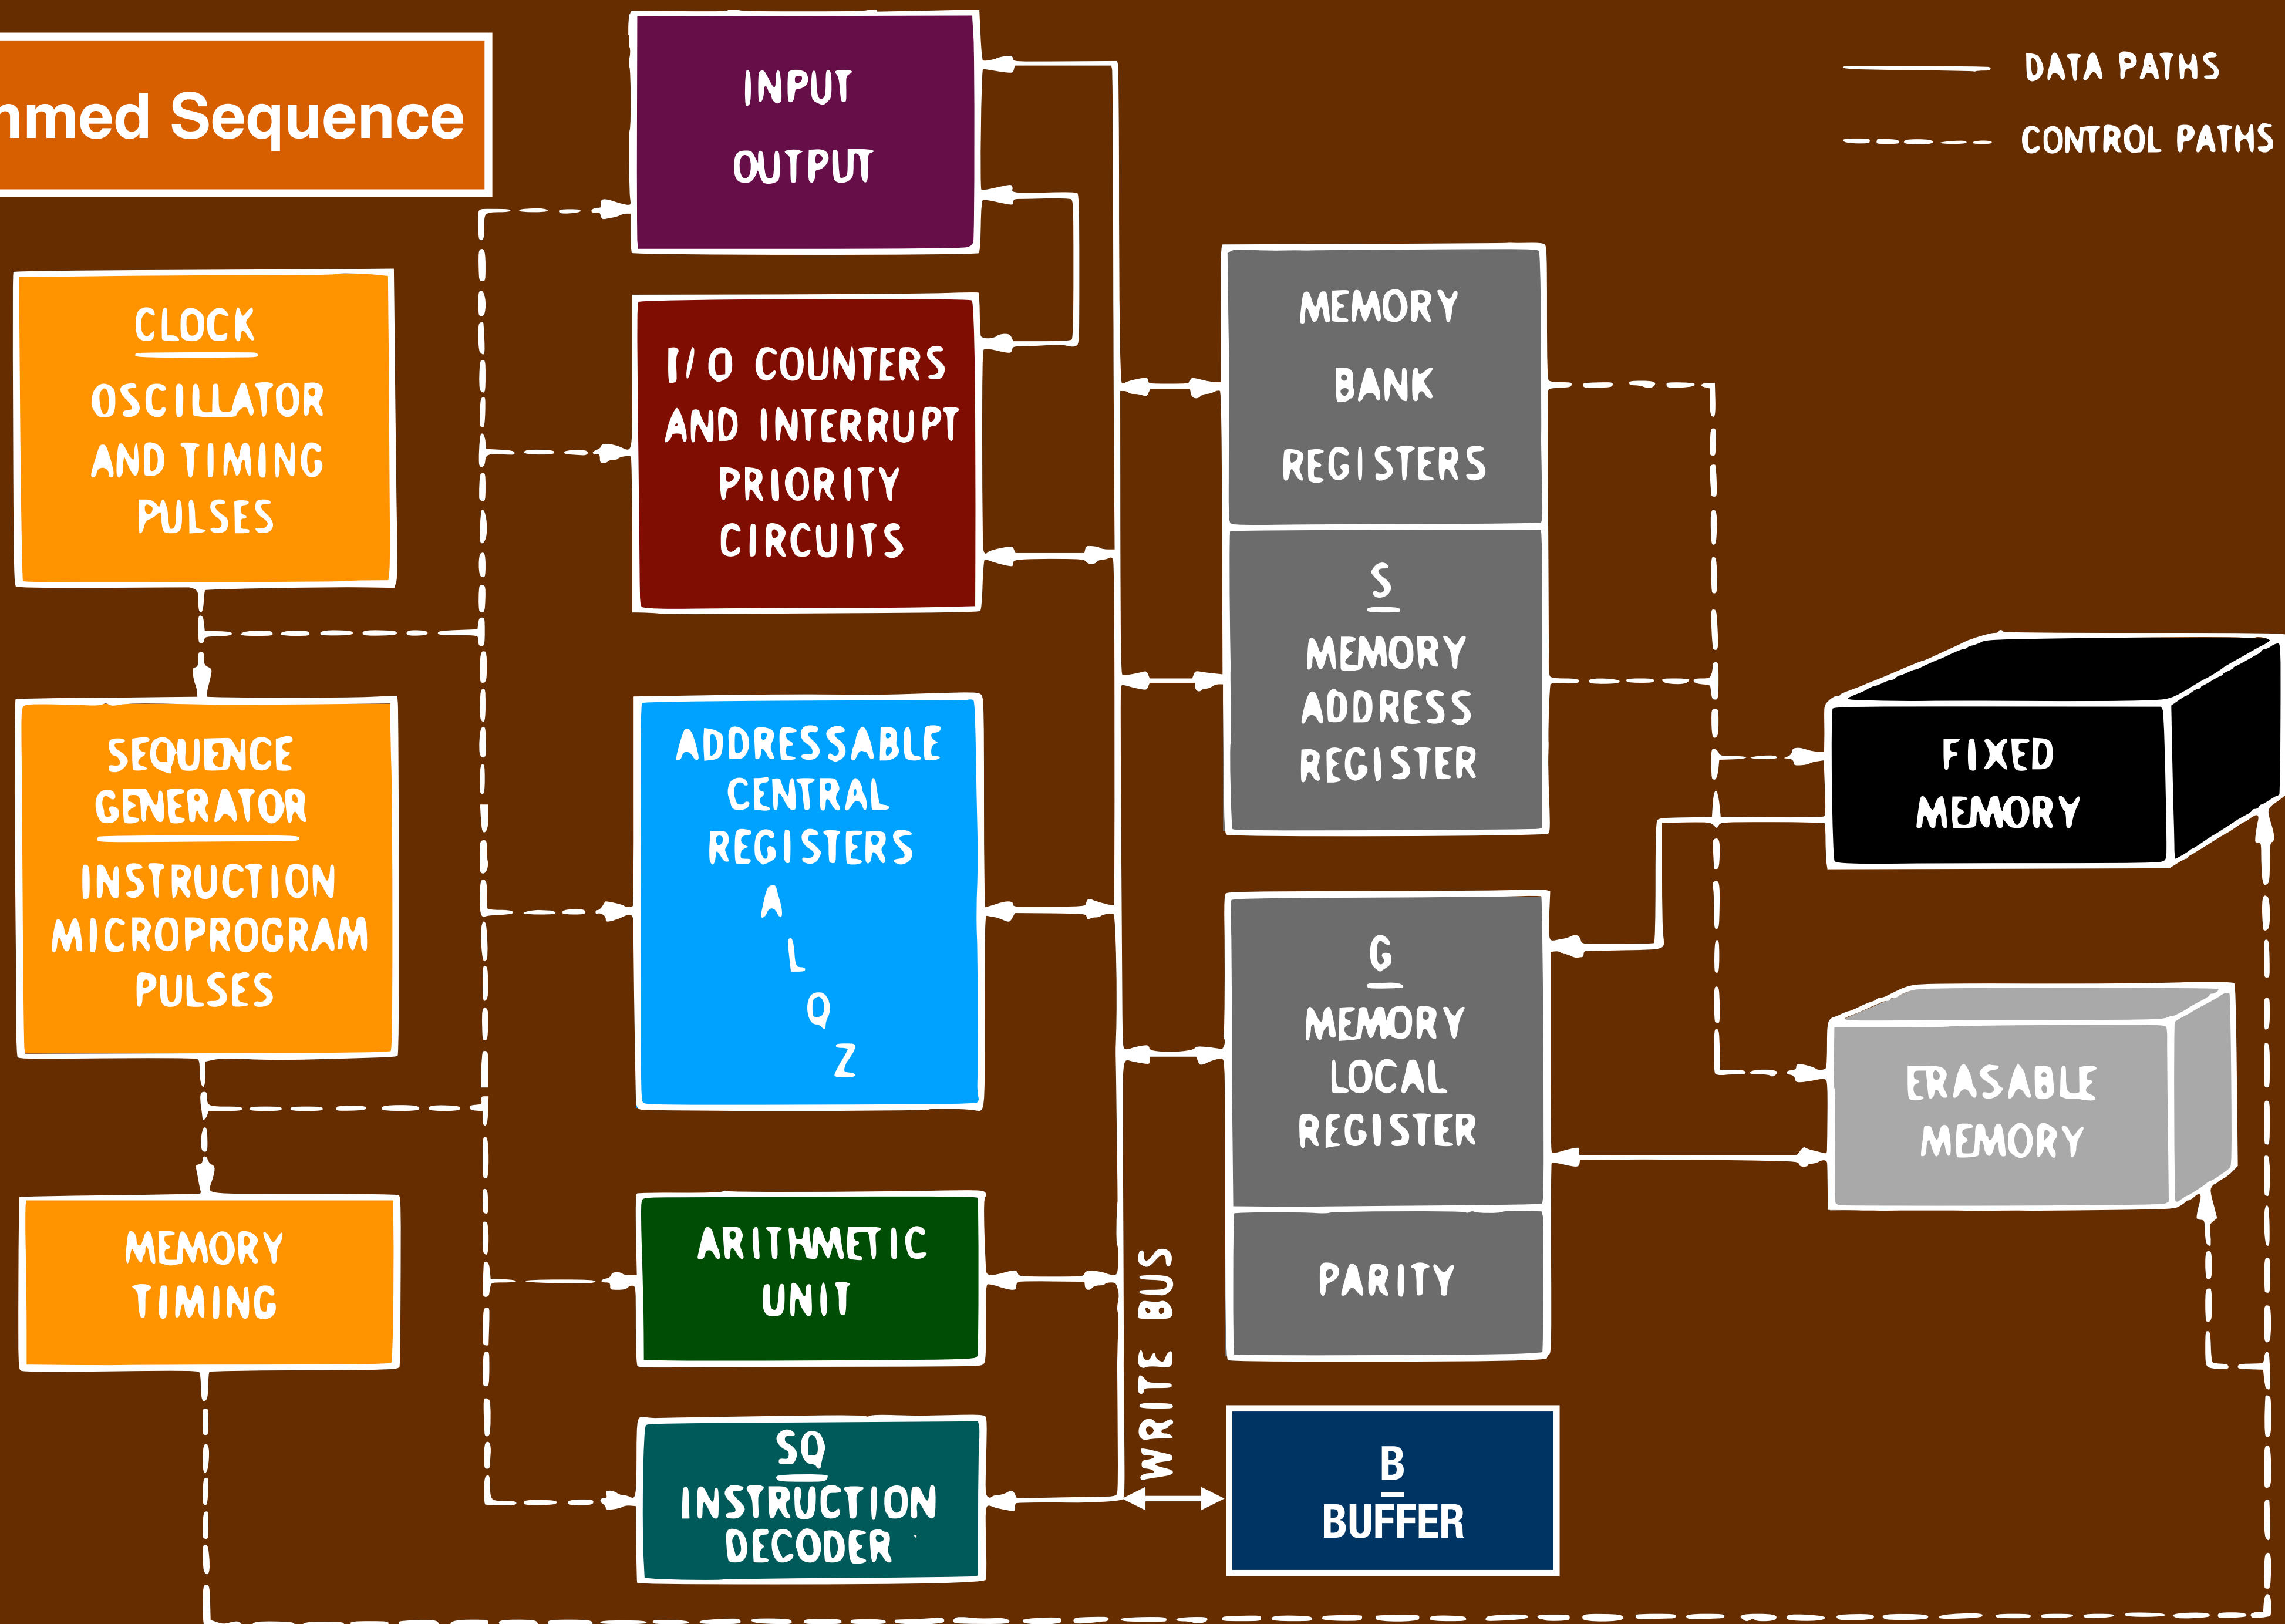 mmed Sequence
INPUT
OUTPUT
DATA PATHS
CONTROL PATHS
CLOCK
OSCILLATOR
AND TIMING
PULSES
I/O COUNTERS
AND INTERRUPT
PRIORITY
CIRCUITS
MEMORY
BANK
REGISTERS
S
MEMORY
ADDRESS
REGISTER
SEQUENCE
GENERATOR
INSTRUCTION
MICROPROGRAM
PULSES
ADDRESSABLE
CENTRAL
REGISTERS
A
L
Q
Z
FIXED
MEMORY
G
MEMORY
LOCAL
REGISTER
PARITY
ERASABLE
MEMORY
MEMORY
TIMING
ARITHMETIC
UNIT
WRITE BUS
SQ
INSTRUCTION
DECODER
B
BUFFER